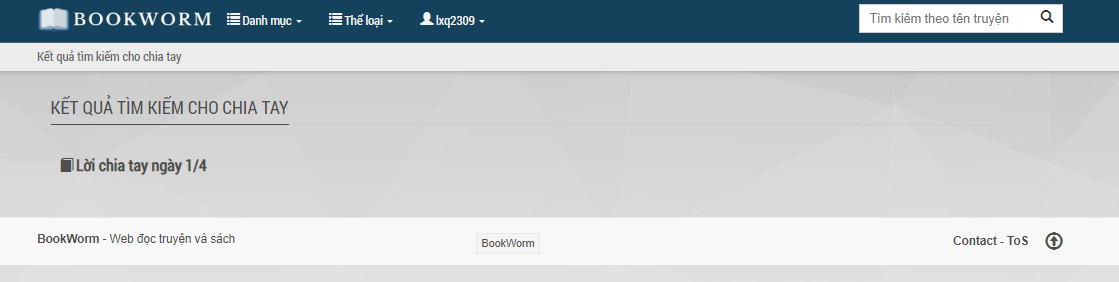 BOOKWORM Danh mục Thể loại lxq2309 Tìm kiếm theo tên truyện
Kết quả tìm kiếm cho chia tay
KẾT QUẢ TÌM KIẾM CHO CHIA TAY
Lời chia tay ngày 1/4
BookWorm - Web đọc truyện và sách BookWorm Contact - ToS